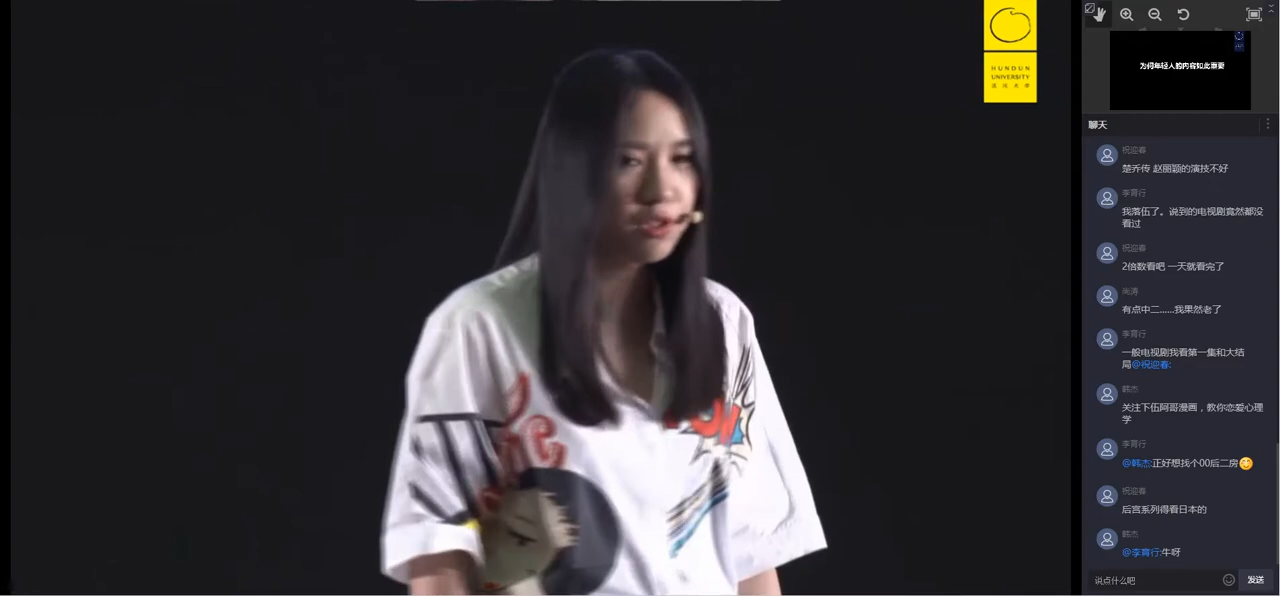 HUNDUN
UNIVERSITY
混沌大学
为何年轻人的内容如此重要
聊天
祝迎春
楚乔传 赵丽颖的演技不好
李育行
我落伍了。说到的电视剧竟然都没
看过
祝迎春
2倍数看吧 一天就看完了
尚涛
有点中二......我果然老了
李育行
一般电视剧我看第一集和大结
局@祝迎春:
韩杰
关注下伍阿哥漫画，教你恋爱心理
学
李育行
@韩杰:正好想找个00后二房
祝迎春
后宫系列得看日本的
韩杰
@李育行:牛呀
说点什么吧
发送